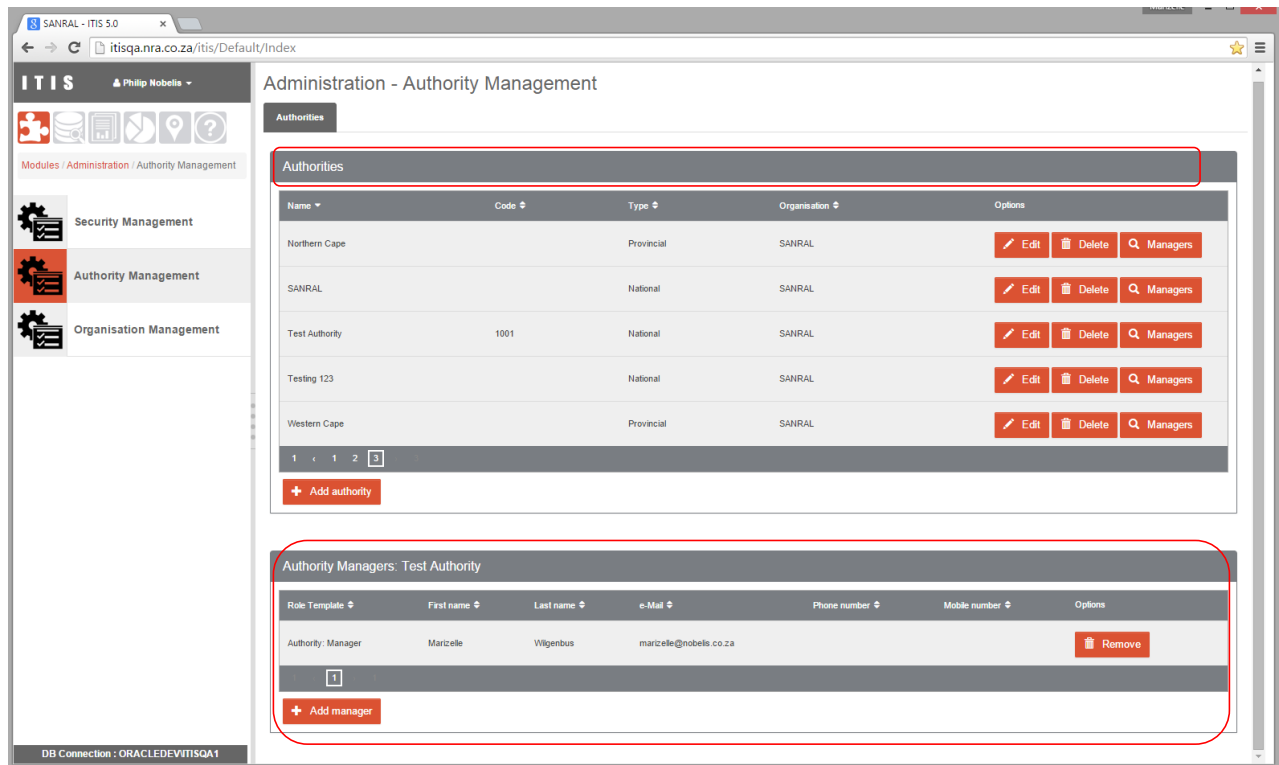 SANRAL - ITIS 5.0
itisqa.nra.co.za/itis/Default/Index
ITIS Philip Nobelis
Modules / Administration / Authority Management
Security Management
Authority Management
Organisation Management
DB Connection : ORACLEDEV\ITISQA1
Administration - Authority Management
Authorities
Authorities
Name Code Type Organisation Options
Northern Cape Provincial SANRAL Edit Delete Managers
SANRAL National SANRAL Edit Delete Managers
Test Authority 1001 National SANRAL Edit Delete Managers
Testing 123 National SANRAL Edit Delete Managers
Western Cape Provincial SANRAL Edit Delete Managers
1 ‹ 1 2 3
+ Add authority
Authority Managers: Test Authority
Role Template First name Last name e-Mail Phone number Mobile number Options
Authority: Manager Marizelle Wilgenbus marizelle@nobelis.co.za Remove
1
+ Add manager